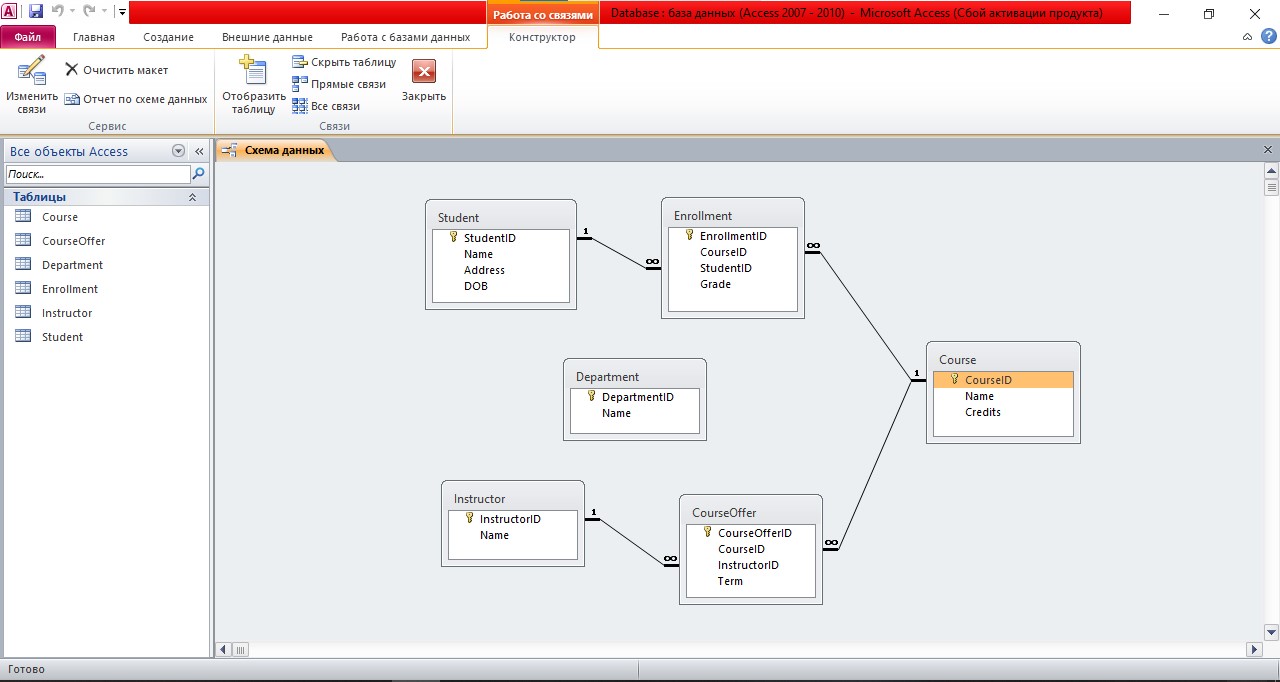 Работа со связями
Database : база данных (Access 2007 - 2010) - Microsoft Access (Сбой активации продукта)
Файл
Главная
Создание
Внешние данные
Работа с базами данных
Конструктор
Изменить
связи
Очистить макет
Отчет по схеме данных
Сервис
Отобразить
таблицу
Скрыть таблицу
Прямые связи
Все связи
Закрыть
Связи
Все объекты Access
Поиск...
Таблицы
Course
CourseOffer
Department
Enrollment
Instructor
Student
Схема данных
Student
StudentID
Name
Address
DOB
1
∞
Enrollment
EnrollmentID
CourseID
StudentID
Grade
∞
1
Course
CourseID
Name
Credits
Department
DepartmentID
Name
Instructor
InstructorID
Name
1
∞
CourseOffer
CourseOfferID
CourseID
InstructorID
Term
∞
Готово